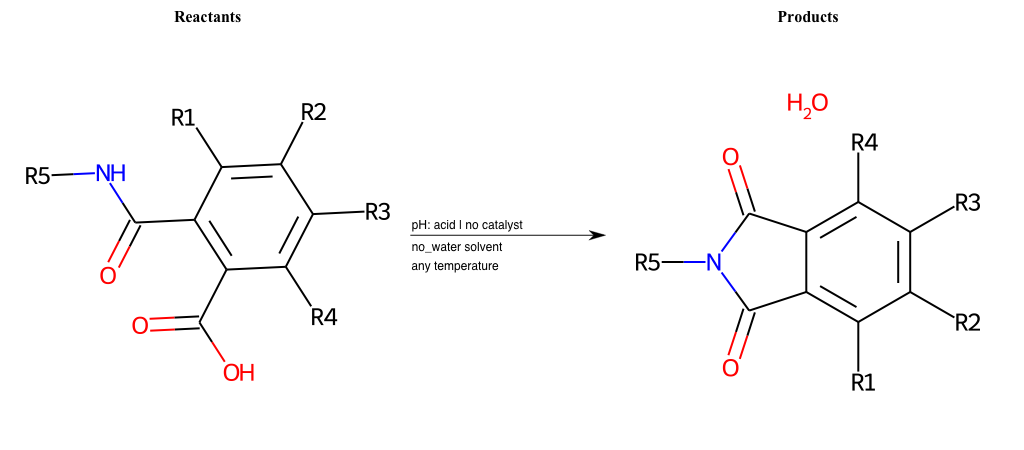 Reactants
Products
H2O
R1
R2
R4
O
R5
NH
R3
R3
pH: acid | no catalyst
no_water solvent
any temperature
R5
N
O
O
R4
R2
OH
O
R1